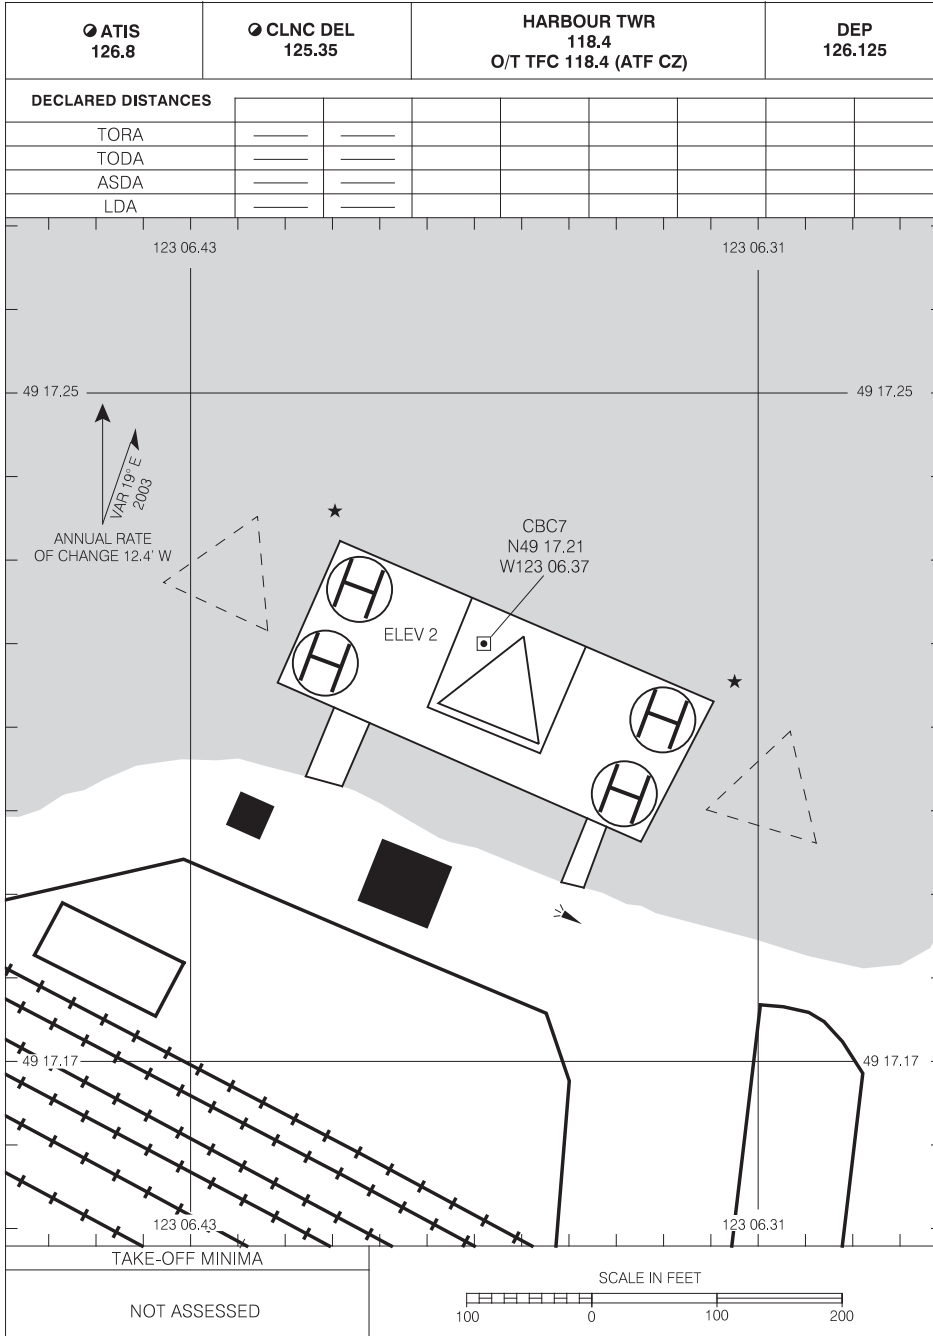 ATIS
126.8
CLNC DEL
125.35
HARBOUR TWR
118.4
O/T TFC 118.4 (ATF CZ)
DEP
126.125
DECLARED DISTANCES
TORA
TODA
ASDA
LDA
123 06.43
123 06.31
49 17.25
49 17.25
VAR 19° E
2003
ANNUAL RATE
OF CHANGE 12.4' W
CBC7
N49 17.21
W123 06.37
H
ELEV 2
H
H
H
49 17.17
49 17.17
123 06.43
123 06.31
TAKE-OFF MINIMA
NOT ASSESSED
SCALE IN FEET
100 0 100 200